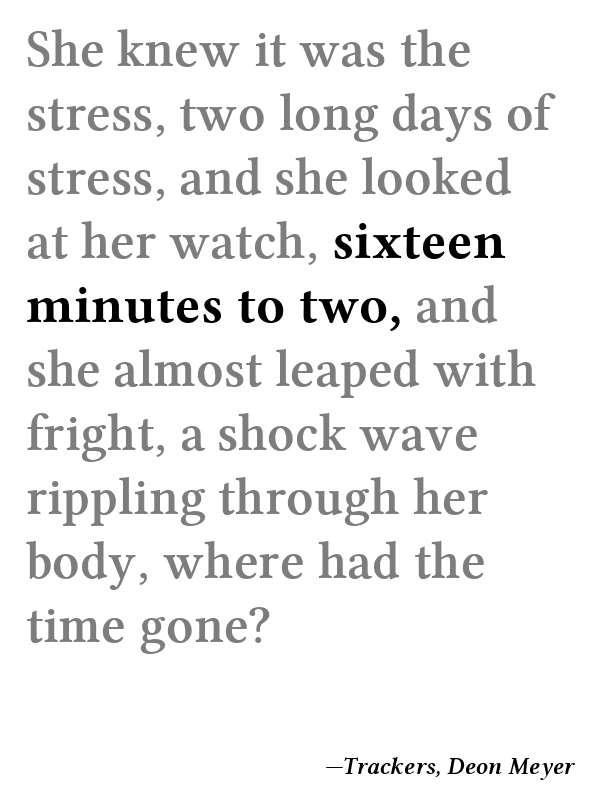 She knew it was the
stress, two long days of
stress, and she looked
at her watch, sixteen
minutes to two, and
she almost leaped with
fright, a shock wave
rippling through her
body, where had the
time gone?
—Trackers, Deon Meyer